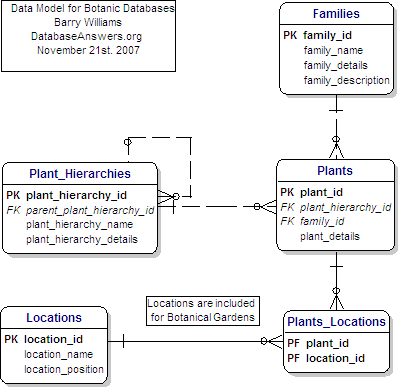 Data Model for Botanic Databases
Barry Williams
DatabaseAnswers.org
November 21st. 2007
Families
PK family_id
family_name
family_details
family_description
Plant_Hierarchies
PK plant_hierarchy_id
FK parent_plant_hierarchy_id
plant_hierarchy_name
plant_hierarchy_details
Plants
PK plant_id
FK plant_hierarchy_id
FK family_id
plant_details
Locations are included
for Botanical Gardens
Locations
PK location_id
location_name
location_position
Plants_Locations
PF plant_id
PF location_id